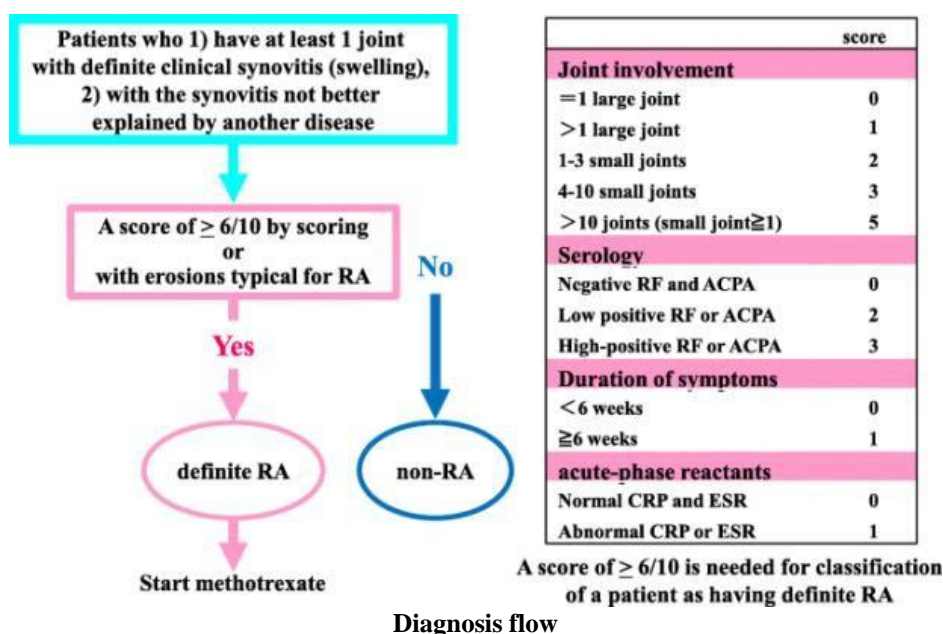 Patients who 1) have at least 1 joint
with definite clinical synovitis (swelling),
2) with the synovitis not better
explained by another disease
A score of ≥ 6/10 by scoring
or
with erosions typical for RA
No
Yes
definite RA
non-RA
Start methotrexate
score
Joint involvement
=1 large joint 0
>1 large joint 1
1-3 small joints 2
4-10 small joints 3
>10 joints (small joint≧1) 5
Serology
Negative RF and ACPA 0
Low positive RF or ACPA 2
High-positive RF or ACPA 3
Duration of symptoms
<6 weeks 0
≧6 weeks 1
acute-phase reactants
Normal CRP and ESR 0
Abnormal CRP or ESR 1
A score of ≥ 6/10 is needed for classification
of a patient as having definite RA
Diagnosis flow